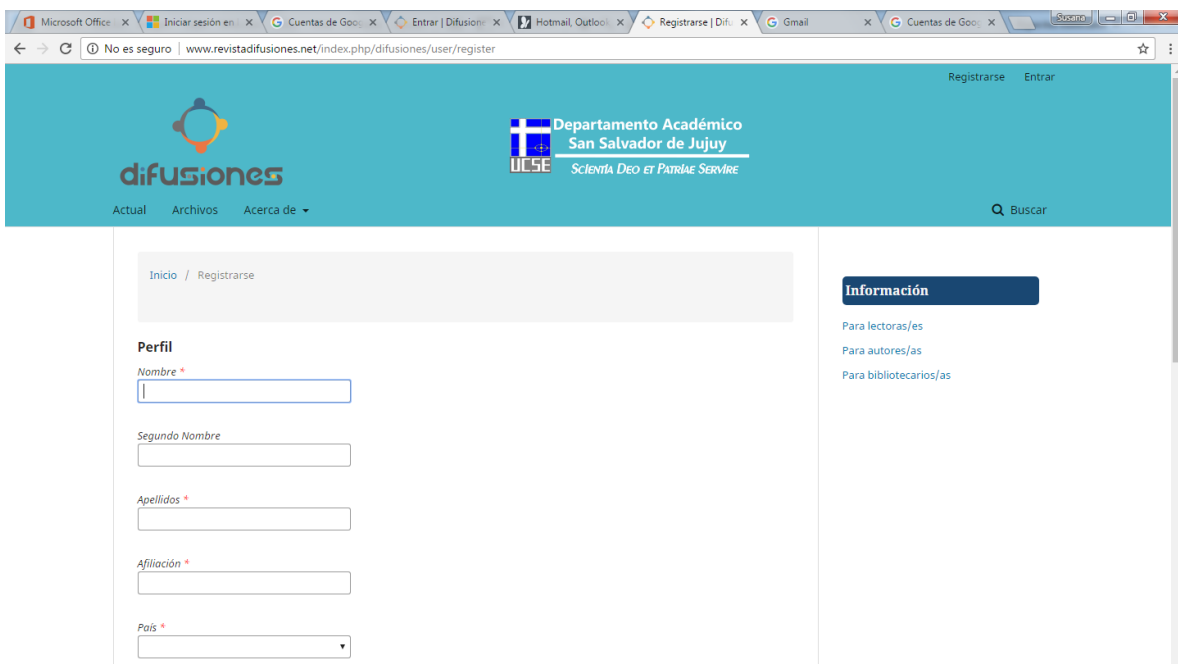 Microsoft Office
Iniciar sesión en
Cuentas de Goog
Entrar | Difusione
Hotmail, Outlook,
Registrarse | Difu
Gmail
Cuentas de Goog
Susana
No es seguro | www.revistadifusiones.net/index.php/difusiones/user/register
Registrarse Entrar
difusiones
UCSE
Departamento Académico
San Salvador de Jujuy
SCIENTIA DEO ET PATRIAE SERVIRE
Actual Archivos Acerca de
Buscar
Inicio / Registrarse
Perfil
Nombre *
Segundo Nombre
Apellidos *
Afiliación *
País *
Información
Para lectoras/es
Para autores/as
Para bibliotecarios/as